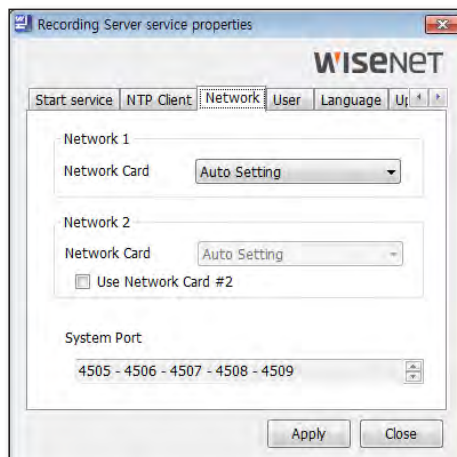 Recording Server service properties
WISENET
Start service NTP Client Network User Language
Network 1
Network Card Auto Setting
Network 2
Network Card Auto Setting
Use Network Card #2
System Port
4505 - 4506 - 4507 - 4508 - 4509
Apply Close